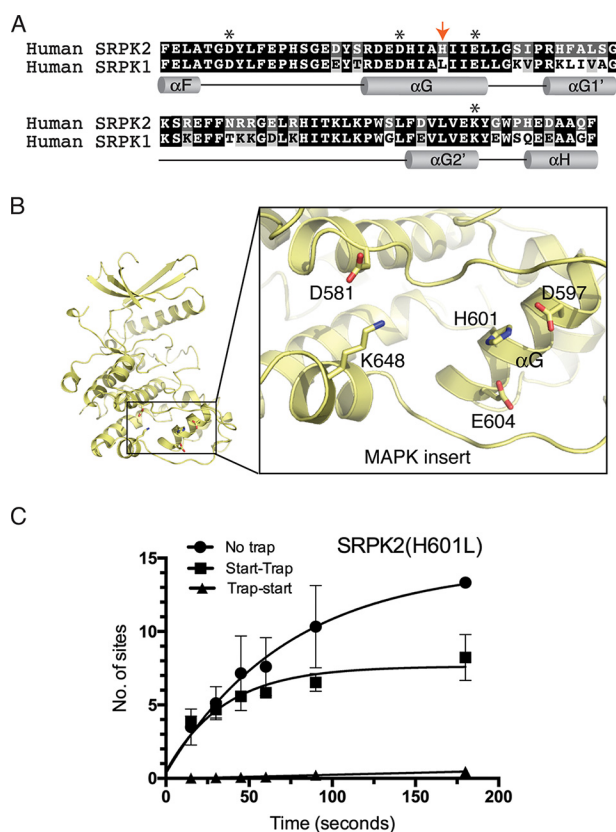 A
* * *
Human SRPK2 FELATGDYLFEPHSGEDYSRDEDHIAHIIELLGSIPRHFALSG
Human SRPK1 FELATGDYLFEPHSGEEYTRDEDHIALIIELLGKVPRKLIVAG
αF αG αG1'
*
Human SRPK2 KSREFFNRRGELRHITKLKPWSLFDVLVEKYGWPHEDAAQF
Human SRPK1 KSKEFFTKKGDLKHITKLKPWGLFEVLVEKYEWSQEEAAGF
αG2' αH
B
D581
H601
D597
αG
K648
E604
MAPK insert
C
SRPK2(H601L)
No trap
Start-Trap
Trap-start
No. of sites
15
10
5
0
0 50 100 150 200
Time (seconds)